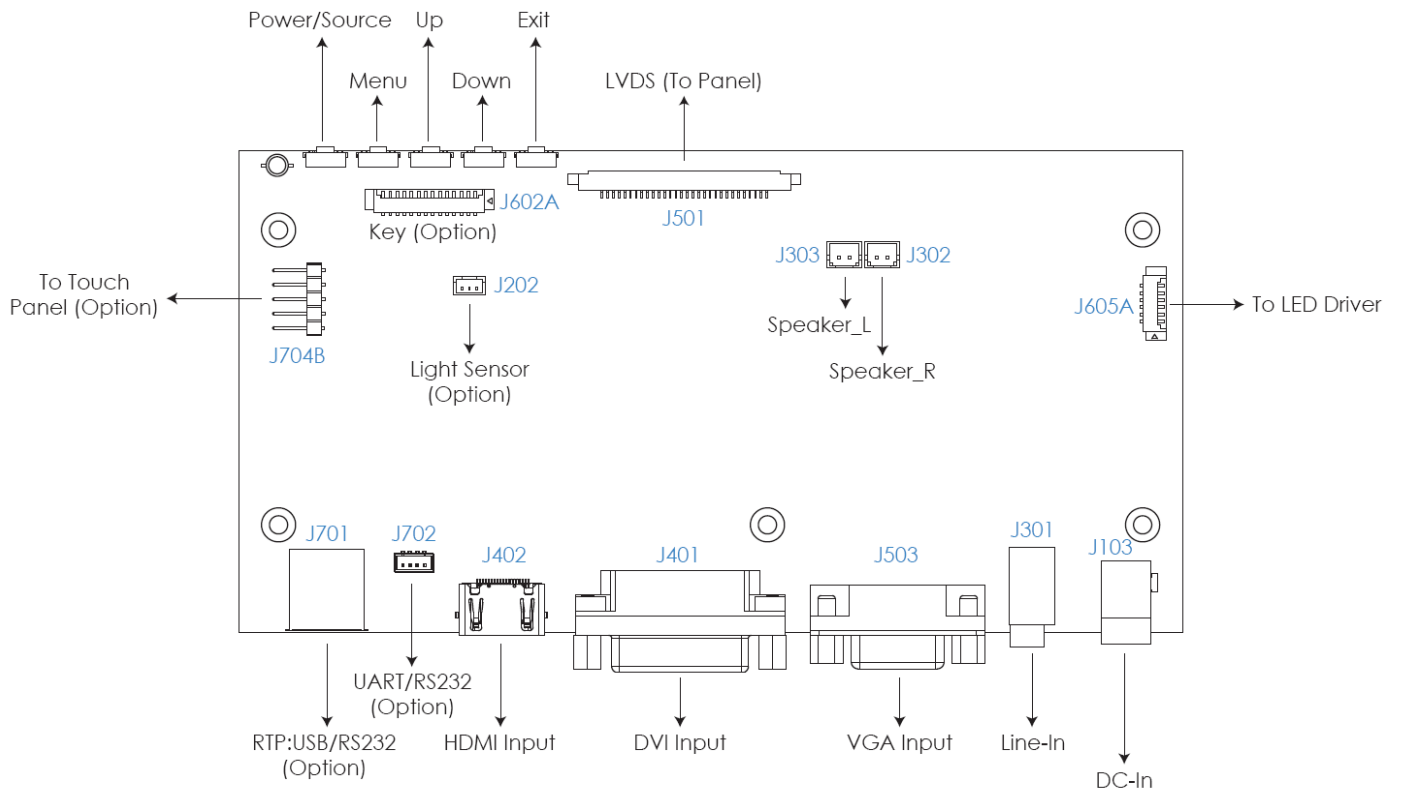 Power/Source
Up
Exit
Menu
Down
LVDS (To Panel)
J602A
Key (Option)
J501
J303
J302
To Touch
Panel (Option)
J202
J605A
To LED Driver
Speaker_L
J704B
Light Sensor
(Option)
Speaker_R
J701
J702
J402
J401
J503
J301
J103
UART/RS232
(Option)
RTP:USB/RS232
(Option)
HDMI Input
DVI Input
VGA Input
Line-In
DC-In